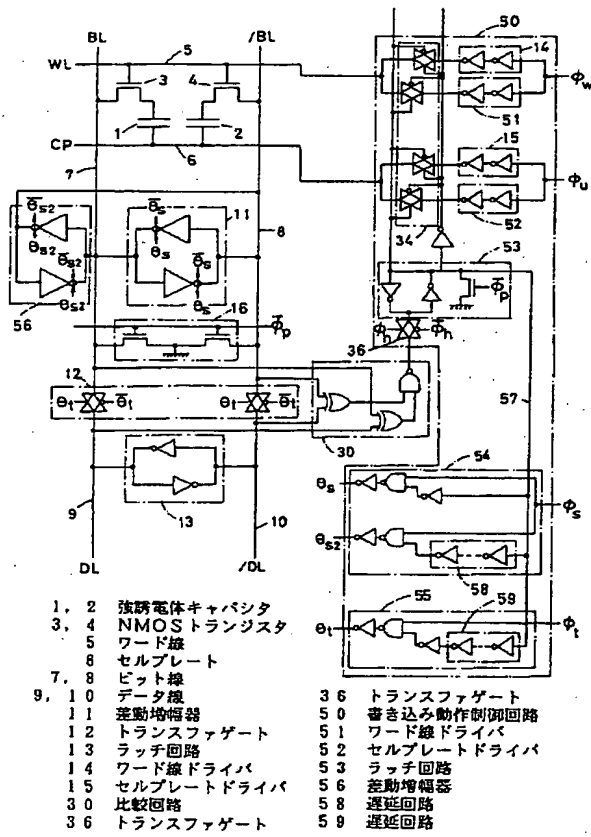 BL
/BL
WL
5
3
4
1
2
CP
6
7
8
50
14
φw
51
15
φu
52
34
53
φ̄p
φh
φ̄h
36
57
θ̄s2
θs2
θ̄s
θs
11
θ̄s2
θs2
θ̄s
θs
56
16
φ̄p
12
θt
θ̄t
θt
θ̄t
30
13
9
10
DL
/DL
54
θs
φs
θs2
58
55
59
θt
φt
1, 2 強誘電体キャパシタ
3, 4 NMOSトランジスタ
5 ワード線
6 セルプレート
7, 8 ビット線
9, 10 データ線
11 差動増幅器
12 トランスファゲート
13 ラッチ回路
14 ワード線ドライバ
15 セルプレートドライバ
30 比較回路
36 トランスファゲート
36 トランスファゲート
50 書き込み動作制御回路
51 ワード線ドライバ
52 セルプレートドライバ
53 ラッチ回路
56 差動増幅器
58 遅延回路
59 遅延回路